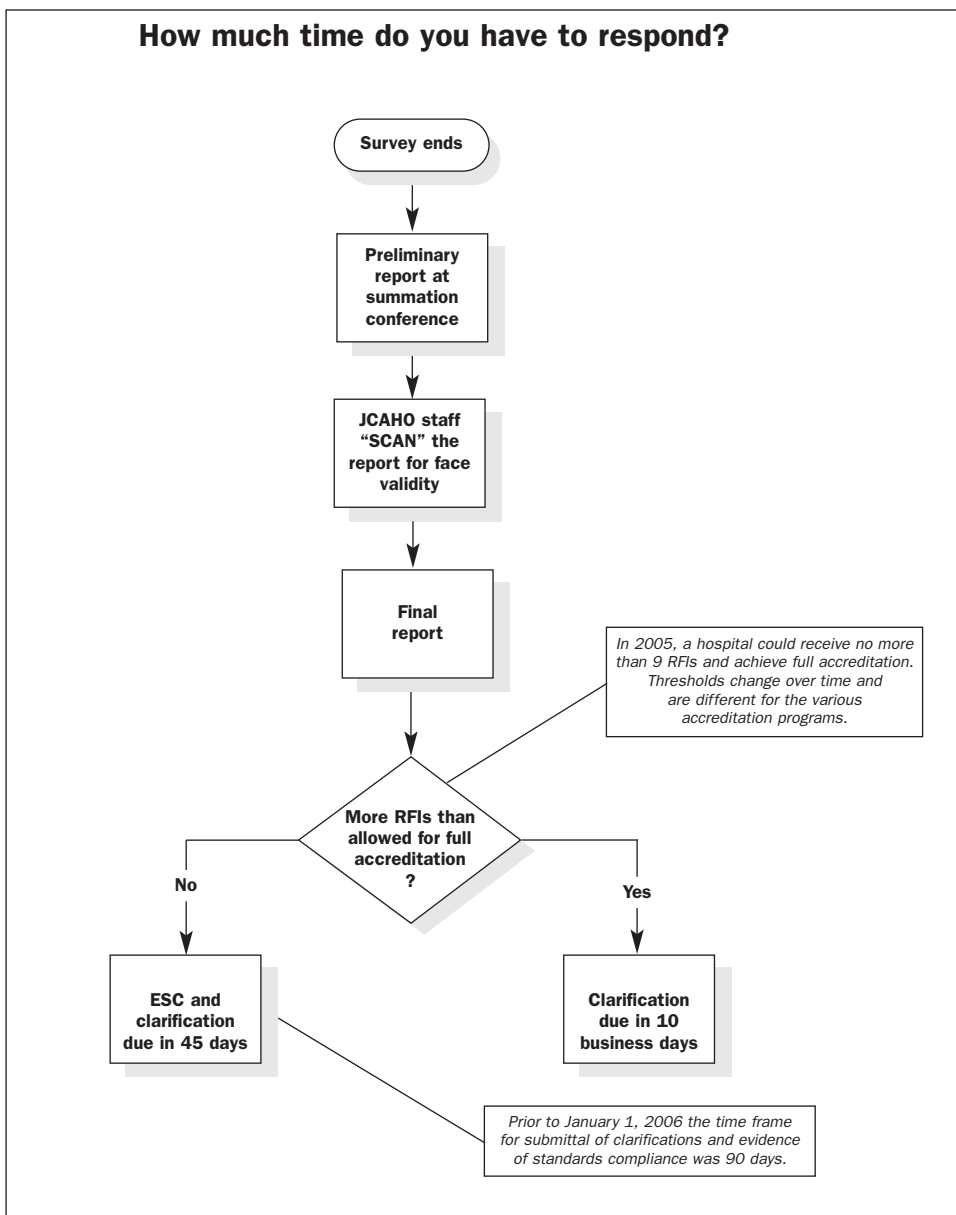 How much time do you have to respond?
Survey ends
Preliminary
report at
summation
conference
JCAHO staff
“SCAN” the
report for face
validity
Final
report
In 2005, a hospital could receive no more
than 9 RFIs and achieve full accreditation.
Thresholds change over time and
are different for the various
accreditation programs.
More RFIs than
allowed for full
accreditation
?
No
Yes
ESC and
clarification
due in 45 days
Clarification
due in 10
business days
Prior to January 1, 2006 the time frame
for submittal of clarifications and evidence
of standards compliance was 90 days.